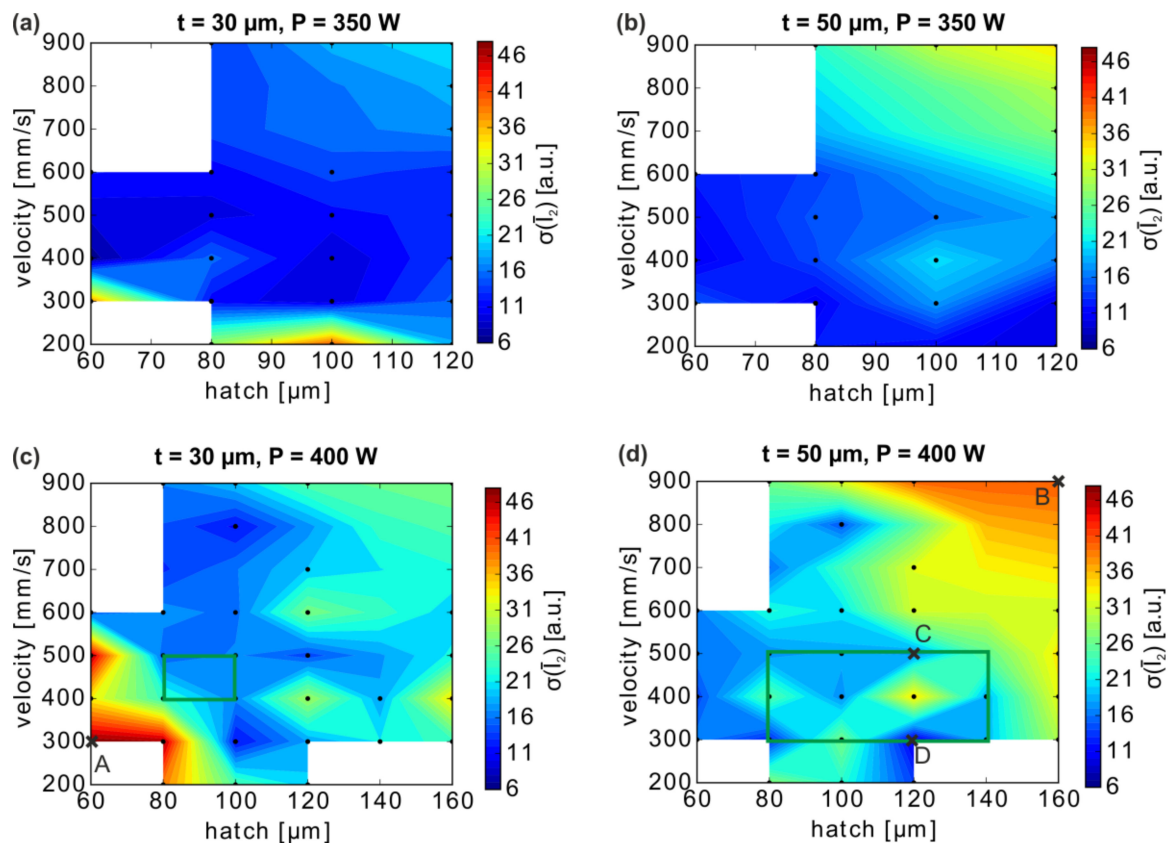 (a) t = 30 µm, P = 350 W
900
800
700
600
500
400
300
200
velocity [mm/s]
60 70 80 90 100 110 120
hatch [µm]
46
41
36
31
26
21
16
11
6
σ(Ī₂) [a.u.]
(b) t = 50 µm, P = 350 W
900
800
700
600
500
400
300
200
velocity [mm/s]
60 70 80 90 100 110 120
hatch [µm]
46
41
36
31
26
21
16
11
6
σ(Ī₂) [a.u.]
(c) t = 30 µm, P = 400 W
900
800
700
600
500
400
300
200
velocity [mm/s]
A
60 80 100 120 140 160
hatch [µm]
46
41
36
31
26
21
16
11
6
σ(Ī₂) [a.u.]
(d) t = 50 µm, P = 400 W
900
800
700
600
500
400
300
200
velocity [mm/s]
B
C
D
60 80 100 120 140 160
hatch [µm]
46
41
36
31
26
21
16
11
6
σ(Ī₂) [a.u.]